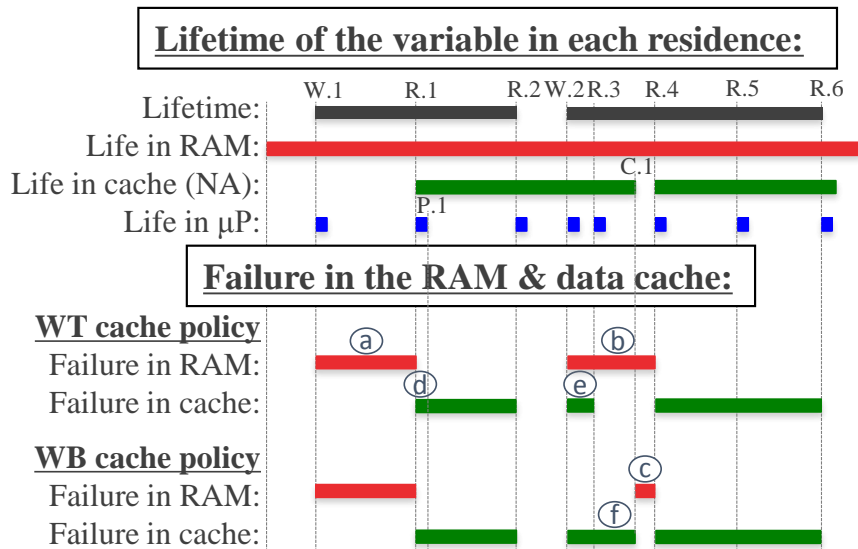 Lifetime of the variable in each residence:
W.1 R.1 R.2 W.2 R.3 R.4 R.5 R.6
Lifetime:
Life in RAM:
Life in cache (NA): C.1
P.1
Life in μP:
Failure in the RAM & data cache:
WT cache policy
a b
Failure in RAM:
d e
Failure in cache:
WB cache policy
c
Failure in RAM:
f
Failure in cache: